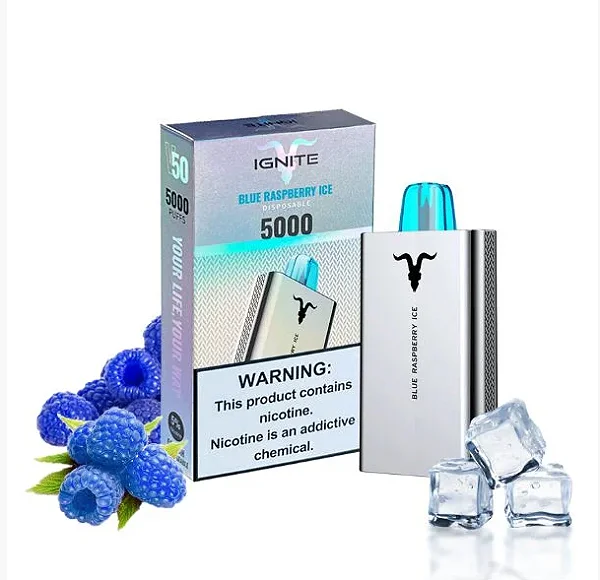 IGNITE
BLUE RASPBERRY ICE
DISPOSABLE
5000
V50
5000
PUFFS
YOUR LIFE, YOUR WAY
WARNING:
This product contains
nicotine.
Nicotine is an addictive
chemical.
BLUE RASPBERRY ICE